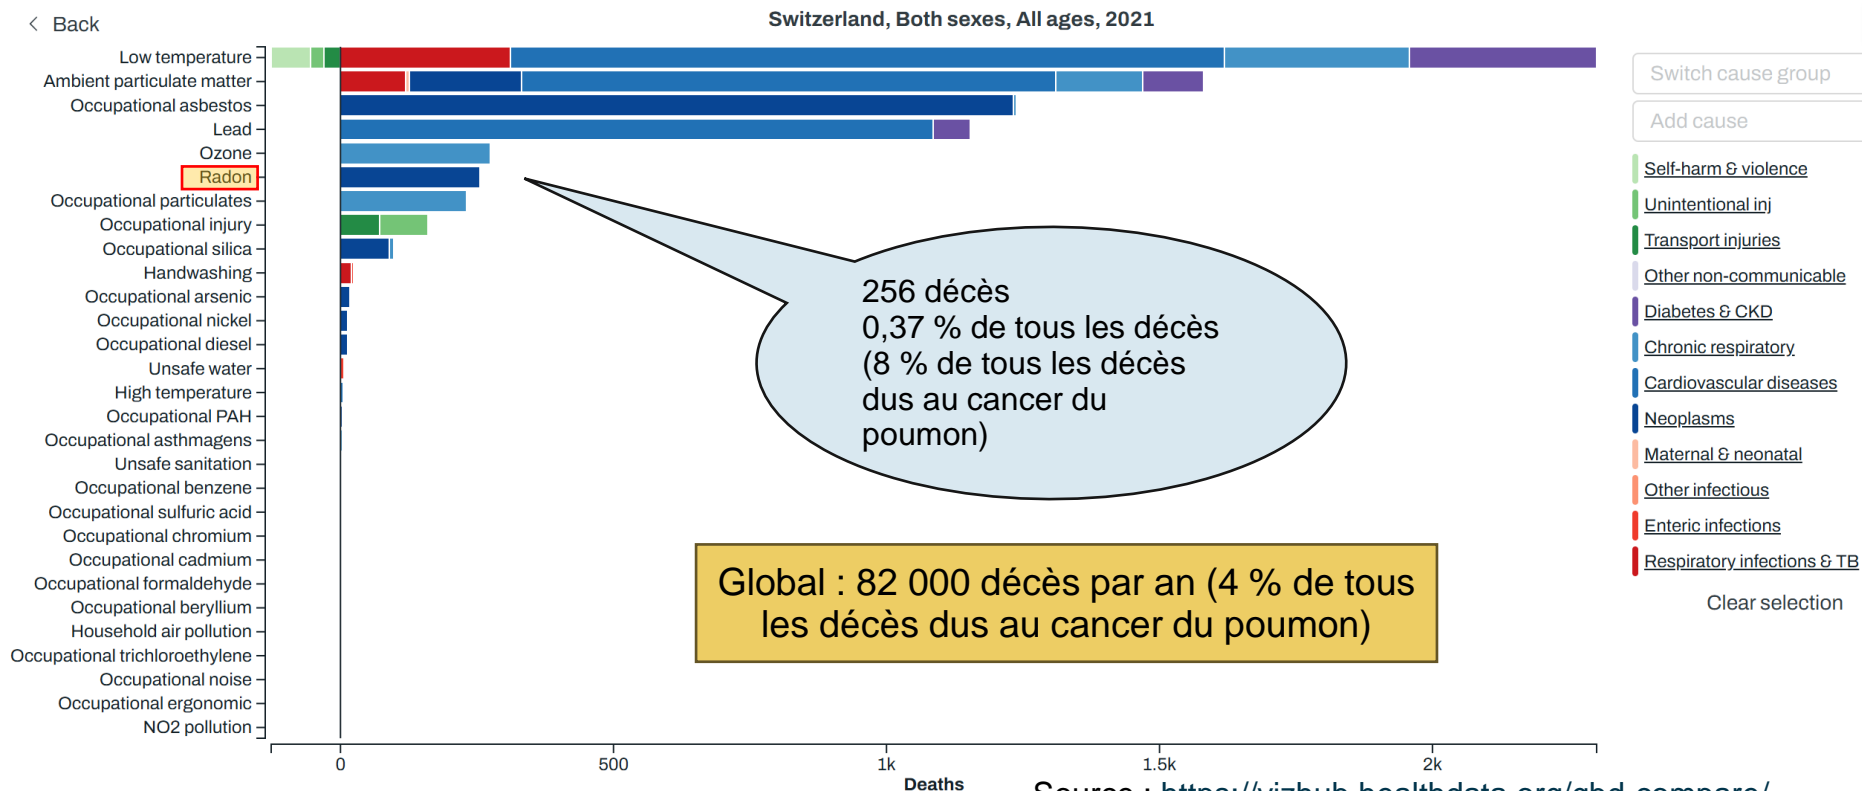 Back
Switzerland, Both sexes, All ages, 2021
Low temperature
Ambient particulate matter
Occupational asbestos
Lead
Ozone
Radon
Occupational particulates
Occupational injury
Occupational silica
Handwashing
Occupational arsenic
Occupational nickel
Occupational diesel
Unsafe water
High temperature
Occupational PAH
Occupational asthmagens
Unsafe sanitation
Occupational benzene
Occupational sulfuric acid
Occupational chromium
Occupational cadmium
Occupational formaldehyde
Occupational beryllium
Household air pollution
Occupational trichloroethylene
Occupational noise
Occupational ergonomic
NO2 pollution
256 décès
0,37 % de tous les décès
(8 % de tous les décès
dus au cancer du
poumon)
Global : 82 000 décès par an (4 % de tous
les décès dus au cancer du poumon)
0
500
1k
1.5k
2k
Deaths
Source : https://vizhub.healthdata.org/gbd-compare/
Switch cause group
Add cause
Self-harm & violence
Unintentional inj
Transport injuries
Other non-communicable
Diabetes & CKD
Chronic respiratory
Cardiovascular diseases
Neoplasms
Maternal & neonatal
Other infectious
Enteric infections
Respiratory infections & TB
Clear selection